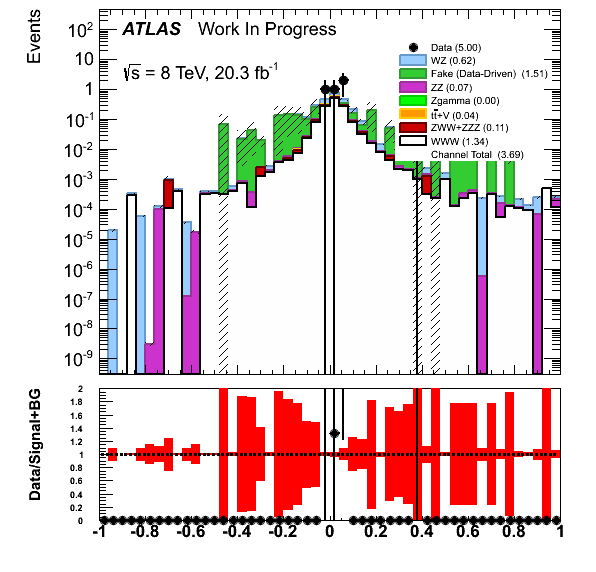 Events
ATLAS Work In Progress
√s = 8 TeV, 20.3 fb-1
Data (5.00)
WZ (0.62)
Fake (Data-Driven) (1.51)
ZZ (0.07)
Zgamma (0.00)
tt̄+V (0.04)
ZWW+ZZZ (0.11)
WWW (1.34)
Channel Total (3.69)
10^2
10
1
10^-1
10^-2
10^-3
10^-4
10^-5
10^-6
10^-7
10^-8
10^-9
Data/Signal+BG
2
1.8
1.6
1.4
1.2
1
0.8
0.6
0.4
0.2
0
-1 -0.8 -0.6 -0.4 -0.2 0 0.2 0.4 0.6 0.8 1